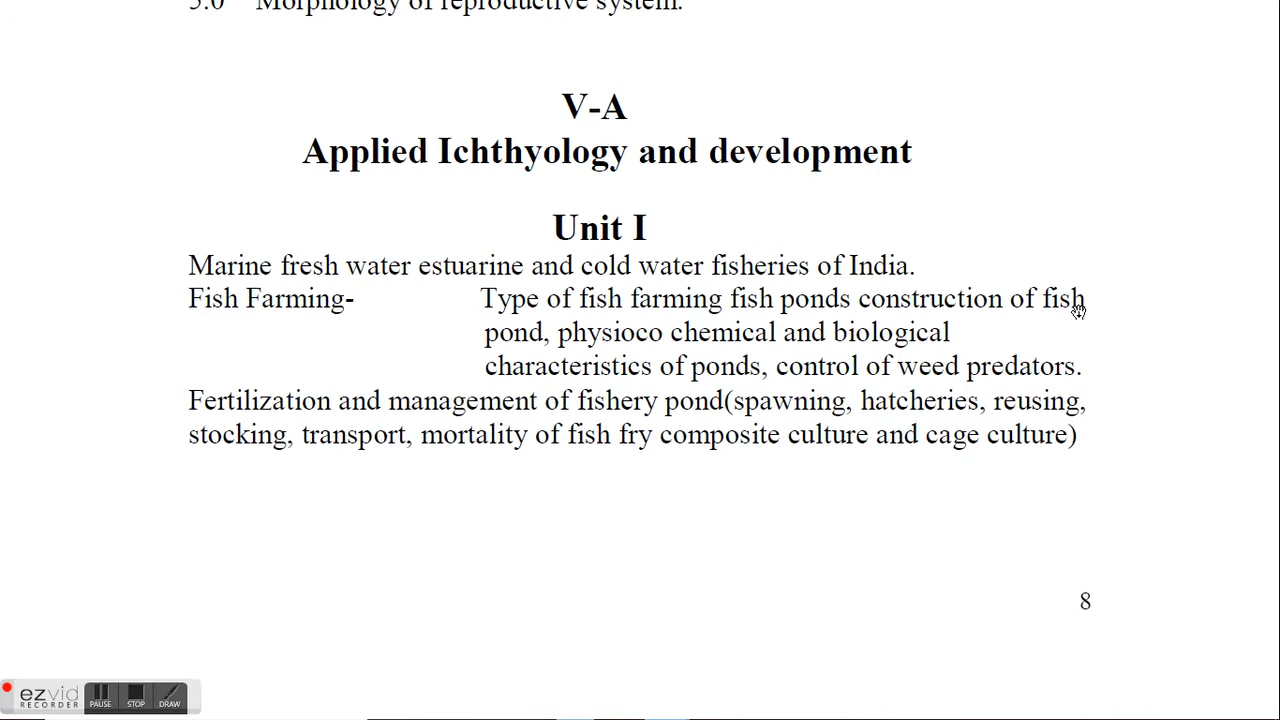 5.0 Morphology of reproductive system.
V-A
Applied Ichthyology and development
Unit I
Marine fresh water estuarine and cold water fisheries of India.
Fish Farming- Type of fish farming fish ponds construction of fish
pond, physioco chemical and biological
characteristics of ponds, control of weed predators.
Fertilization and management of fishery pond(spawning, hatcheries, reusing,
stocking, transport, mortality of fish fry composite culture and cage culture)
8
ezvid
RECORDER
PAUSE STOP DRAW